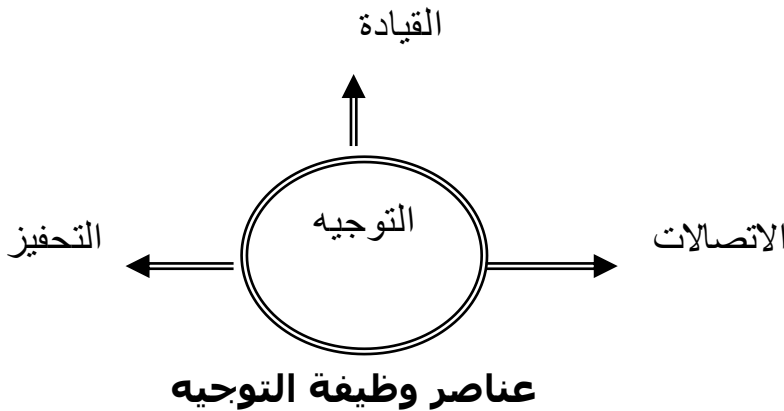 القيادة
التوجيه
الاتصالات
التحفيز
عناصر وظيفة التوجيه